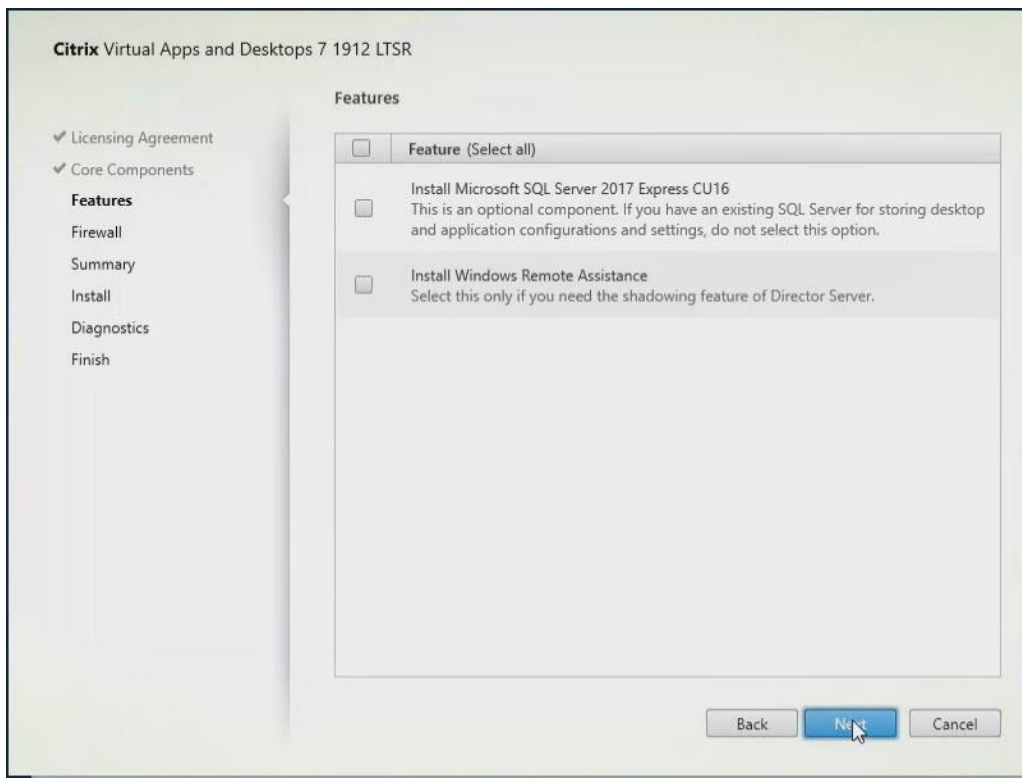 Citrix Virtual Apps and Desktops 7 1912 LTSR
Features
Licensing Agreement
Core Components
Features
Firewall
Summary
Install
Diagnostics
Finish
Feature (Select all)
Install Microsoft SQL Server 2017 Express CU16
This is an optional component. If you have an existing SQL Server for storing desktop
and application configurations and settings, do not select this option.
Install Windows Remote Assistance
Select this only if you need the shadowing feature of Director Server.
Back
Next
Cancel